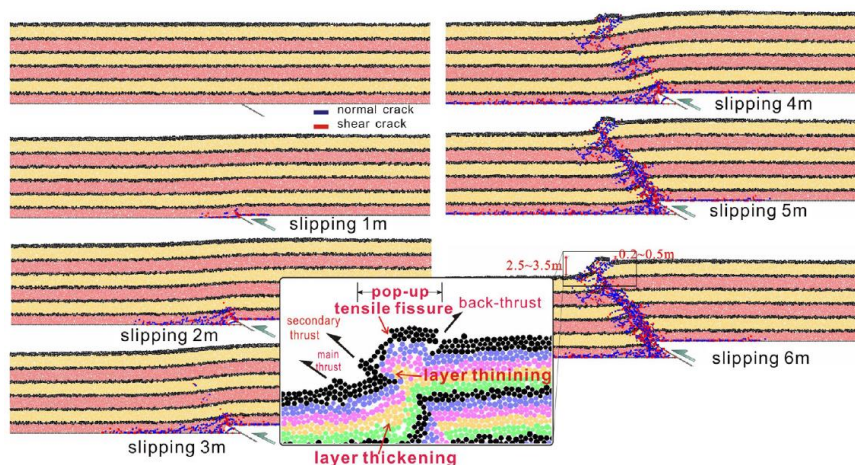 normal crack
shear crack
slipping 1m
slipping 2m
slipping 3m
slipping 4m
slipping 5m
2.5~3.5m
0.2~0.5m
slipping 6m
pop-up
tensile fissure
back-thrust
secondary
thrust
main
thrust
layer thinining
layer thickening